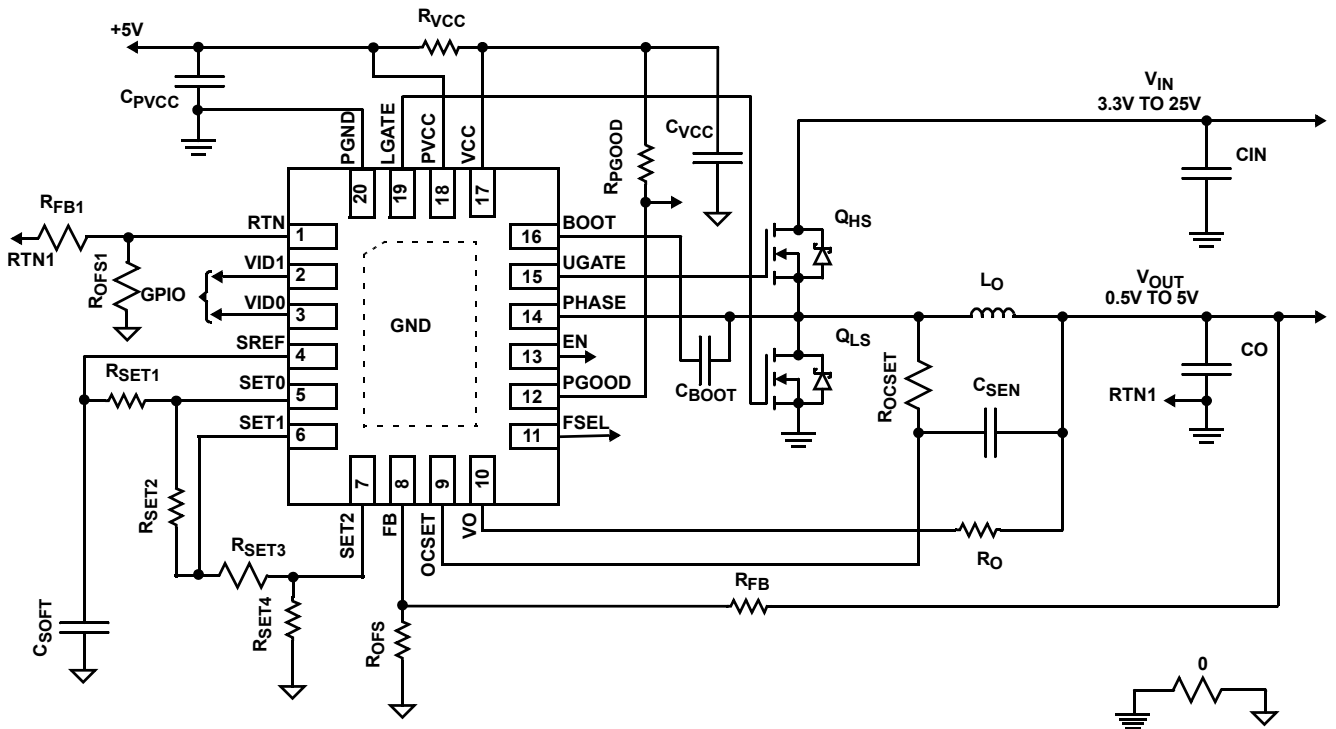 +5V
RVCC
CPVCC
PGND
LGATE
PVCC
VCC
RPGOOD
CVCC
VIN
3.3V TO 25V
CIN
20
19
18
17
RFB1
RTN1
ROFS1
GPIO
RTN
1
VID1
2
VID0
3
SREF
4
SET0
5
SET1
6
GND
16
BOOT
15
UGATE
14
PHASE
13
EN
12
PGOOD
11
FSEL
QHS
QLS
CBOOT
LO
VOUT
0.5V TO 5V
CO
RTN1
ROCSET
CSEN
RSET1
RSET2
RSET3
RSET4
CSOFT
7
8
9
10
SET2
FB
OCSET
VO
RO
RFB
ROFS
0